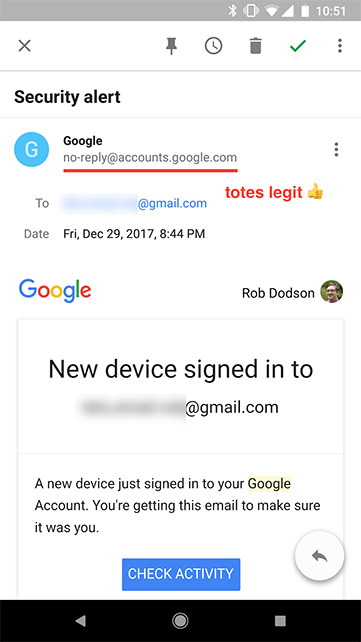 10:51
Security alert
G
Google
no-reply@accounts.google.com
totes legit 👍
To @gmail.com
Date Fri, Dec 29, 2017, 8:44 PM
Google
Rob Dodson
New device signed in to
@gmail.com
A new device just signed in to your Google
Account. You're getting this email to make sure
it was you.
CHECK ACTIVITY